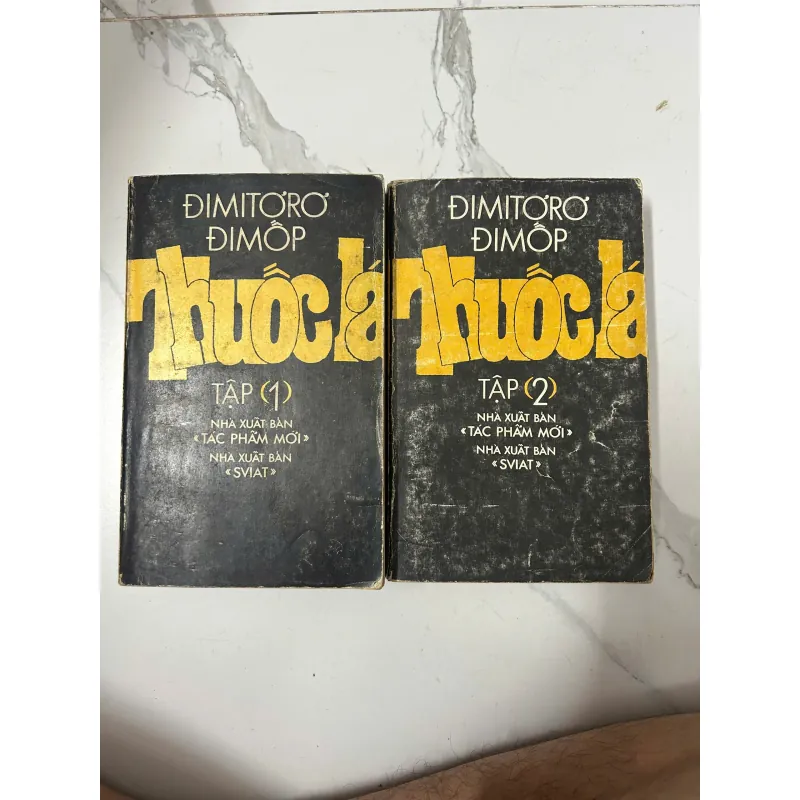 ĐIMITƠRƠ
ĐIMỐP
Thuốc lá
TẬP (1)
NHÀ XUẤT BẢN
«TÁC PHẨM MỚI»
NHÀ XUẤT BẢN
«SVIAT»
ĐIMITƠRƠ
ĐIMỐP
Thuốc lá
TẬP (2)
NHÀ XUẤT BẢN
«TÁC PHẨM MỚI»
NHÀ XUẤT BẢN
«SVIAT»